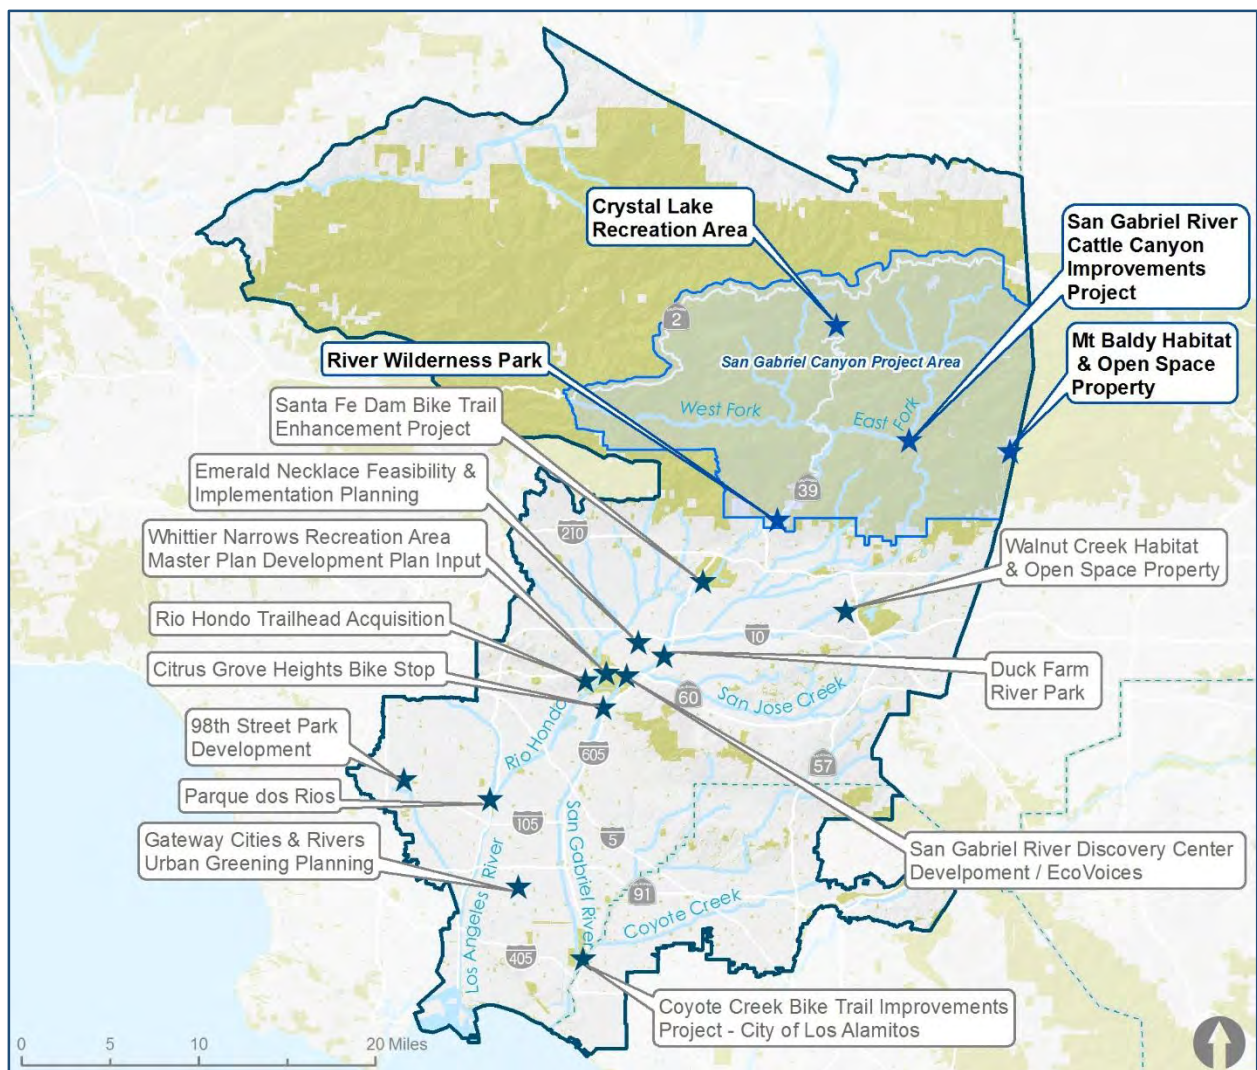 Crystal Lake
Recreation Area
San Gabriel River
Cattle Canyon
Improvements
Project
2
Mt Baldy Habitat
& Open Space
Property
River Wilderness Park
San Gabriel Canyon Project Area
Santa Fe Dam Bike Trail
Enhancement Project
West Fork
East Fork
Emerald Necklace Feasibility &
Implementation Planning
39
210
Whittier Narrows Recreation Area
Master Plan Development Plan Input
Walnut Creek Habitat
& Open Space Property
Rio Hondo Trailhead Acquisition
10
Citrus Grove Heights Bike Stop
Duck Farm
River Park
60
San Jose Creek
98th Street Park
Development
Rio Hondo
605
57
Parque dos Rios
105
San Gabriel River
5
Gateway Cities & Rivers
Urban Greening Planning
San Gabriel River Discovery Center
Develpoment / EcoVoices
91
Los Angeles River
Coyote Creek
405
Coyote Creek Bike Trail Improvements
Project - City of Los Alamitos
0 5 10 20 Miles